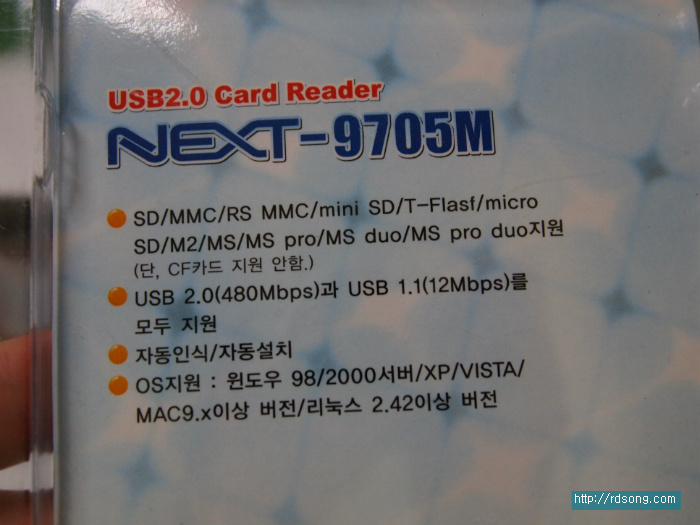 USB2.0 Card Reader
NEXT-9705M
SD/MMC/RS MMC/mini SD/T-Flasf/micro
SD/M2/MS/MS pro/MS duo/MS pro duo지원
(단, CF카드 지원 안함.)
USB 2.0(480Mbps)과 USB 1.1(12Mbps)를
모두 지원
자동인식/자동설치
OS지원 : 윈도우 98/2000서버/XP/VISTA/
MAC9.x이상 버전/리눅스 2.42이상 버전
http://rdsong.com